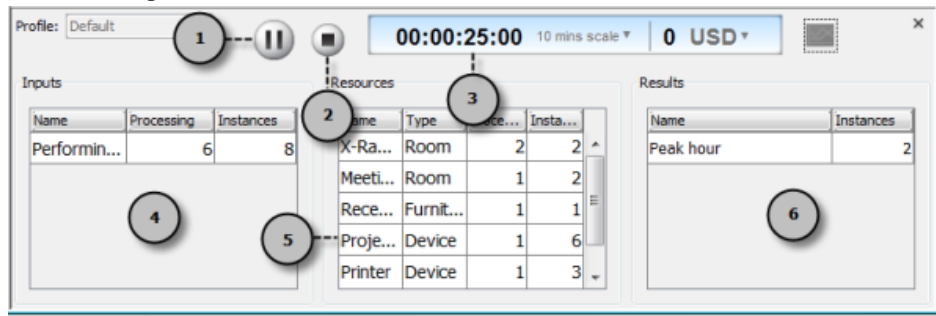 Profile: Default
1
00:00:25:00 10 mins scale 0 USD
2
3
Inputs
Name Processing Instances
Performin... 6 8
4
Resources
Type Insta...
X-Ra... Room 2 2
Meeti... Room 1 2
Rece... Furnit... 1 1
5
Proje... Device 1 6
Printer Device 1 3
Results
Name Instances
Peak hour 2
6